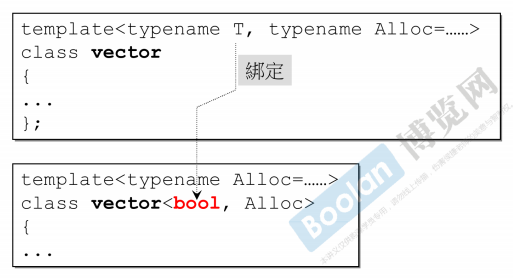 template<typename T, typename Alloc=……>
class vector
{
...
};
綁定
template<typename Alloc=……>
class vector<bool, Alloc>
{
...
Boolan 博览网